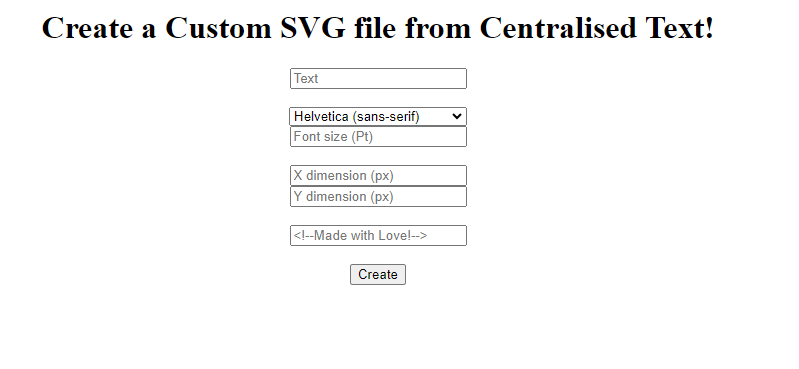 Create a Custom SVG file from Centralised Text!
Text
Helvetica (sans-serif)
Font size (Pt)
X dimension (px)
Y dimension (px)
<!--Made with Love!-->
Create